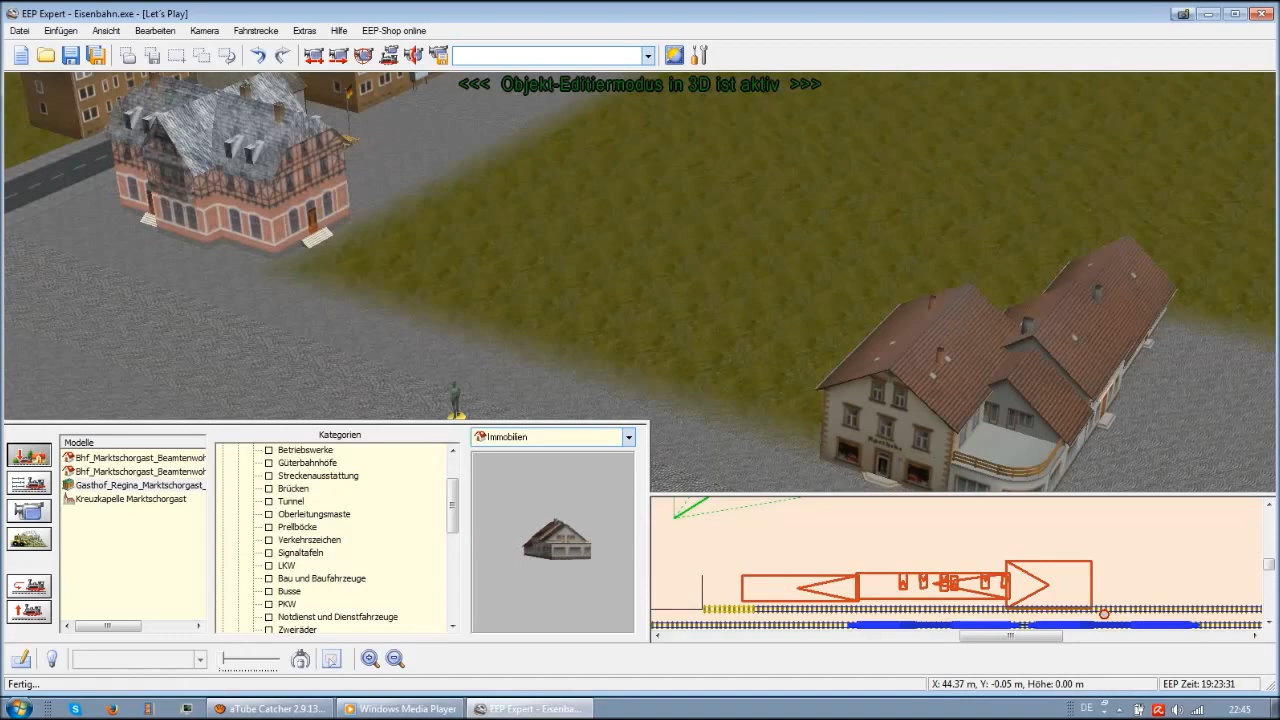 EEP Expert - Eisenbahn.exe - [Let´s Play]
Datei Einfügen Ansicht Bearbeiten Kamera Fahrstrecke Extras Hilfe EEP-Shop online
<<< Objekt-Editiermodus in 3D ist aktiv >>>
Apotheke
Modelle
Bhf_Marktschorgast_Beamtenwoh
Bhf_Marktschorgast_Beamtenwoh
Gasthof_Regina_Marktschorgast_
Kreuzkapelle Marktschorgast
Kategorien
Betriebswerke
Güterbahnhöfe
Streckenausstattung
Brücken
Tunnel
Oberleitungsmaste
Prellböcke
Verkehrszeichen
Signaltafeln
LKW
Bau und Baufahrzeuge
Busse
PKW
Notdienst und Dienstfahrzeuge
Zweiräder
Immobilien
Fertig...
X: 44.37 m, Y: -0.05 m, Höhe: 0.00 m
EEP Zeit: 19:23:31
aTube Catcher 2.9.13...
Windows Media Player
EEP Expert - Eisenba...
DE
22:45